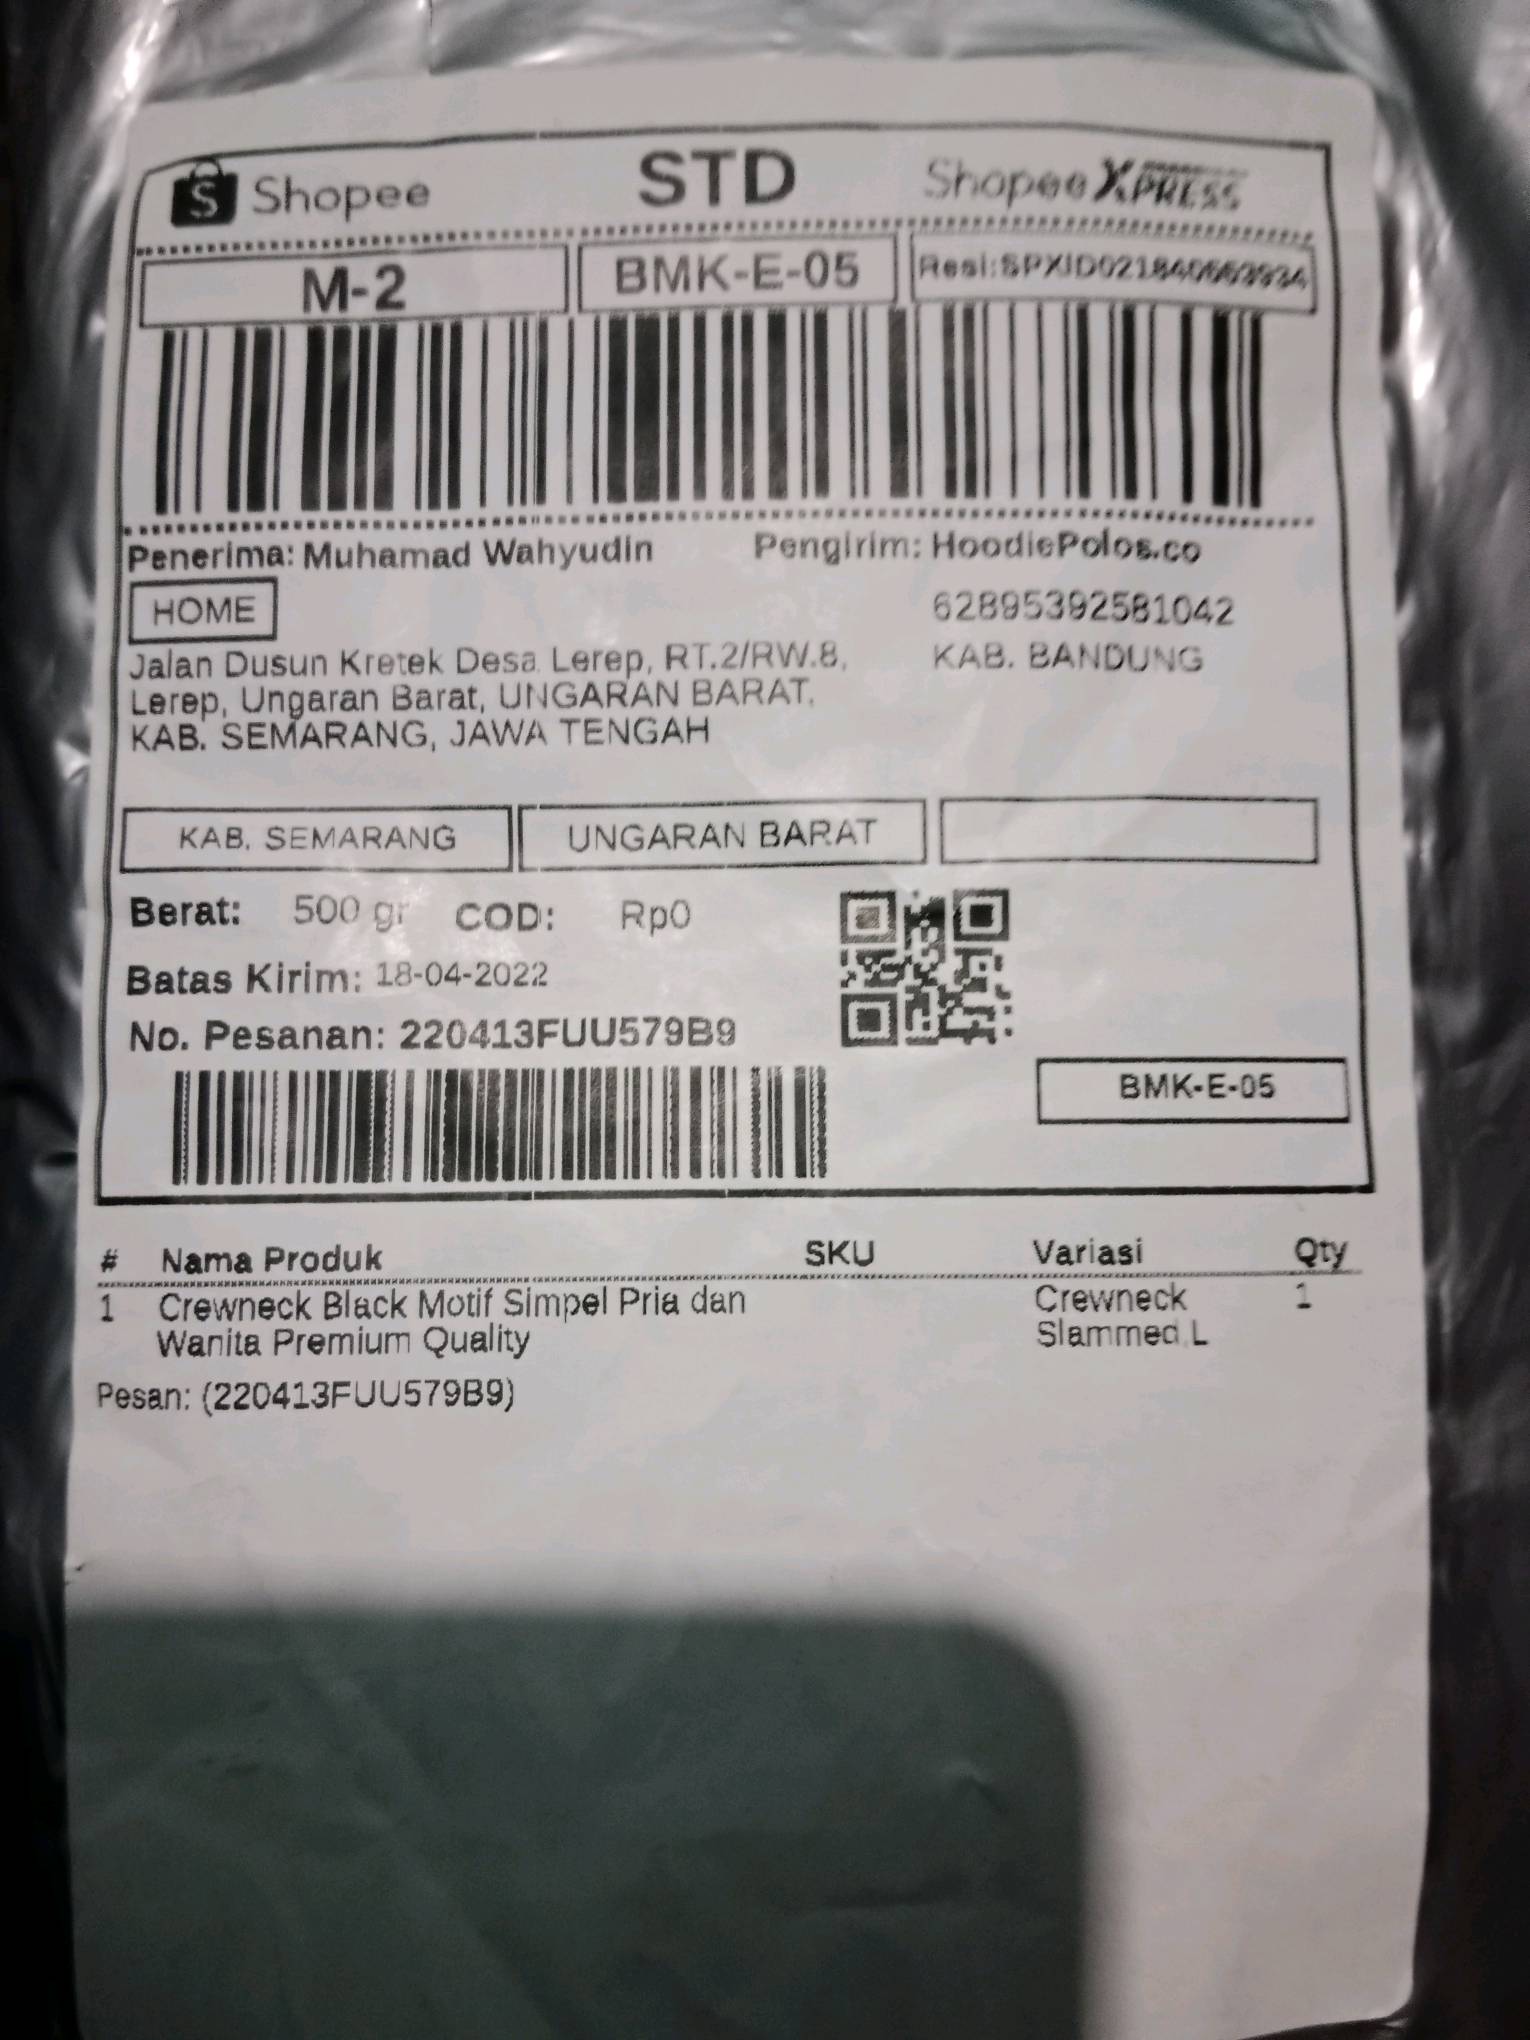 Shopee STD Shopee XPRESS
M-2 BMK-E-05
Penerima: Muhamad Wahyudin Pengirim: HoodiePolos.co
HOME 62895392581042
Jalan Dusun Kretek Desa Lerep, RT.2/RW.8, KAB. BANDUNG
Lerep, Ungaran Barat, UNGARAN BARAT,
KAB. SEMARANG, JAWA TENGAH
KAB. SEMARANG UNGARAN BARAT
Berat: 500 gr COD: Rp0
Batas Kirim: 18-04-2022
No. Pesanan: 220413FUU579B9
BMK-E-05
# Nama Produk SKU Variasi Qty
1 Crewneck Black Motif Simpel Pria dan Crewneck 1
Wanita Premium Quality Slammed,L
Pesan: (220413FUU579B9)